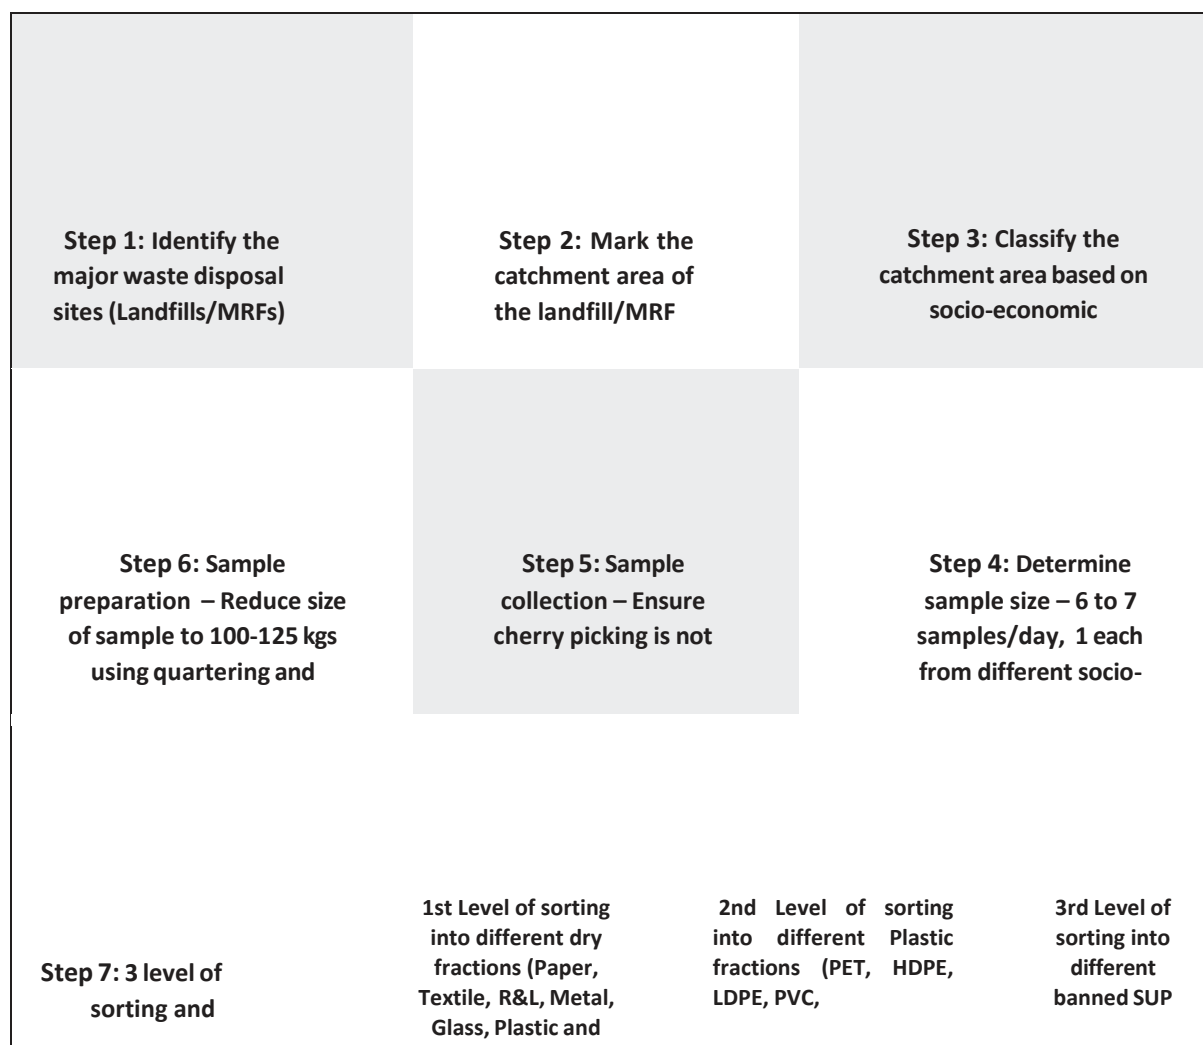 Step 1: Identify the
major waste disposal
sites (Landfills/MRFs)
Step 2: Mark the
catchment area of
the landfill/MRF
Step 3: Classify the
catchment area based on
socio-economic
Step 6: Sample
preparation – Reduce size
of sample to 100-125 kgs
using quartering and
Step 5: Sample
collection – Ensure
cherry picking is not
Step 4: Determine
sample size – 6 to 7
samples/day, 1 each
from different socio-
Step 7: 3 level of
sorting and
1st Level of sorting
into different dry
fractions (Paper,
Textile, R&L, Metal,
Glass, Plastic and
2nd Level of sorting
into different Plastic
fractions (PET, HDPE,
LDPE, PVC,
3rd Level of
sorting into
different
banned SUP